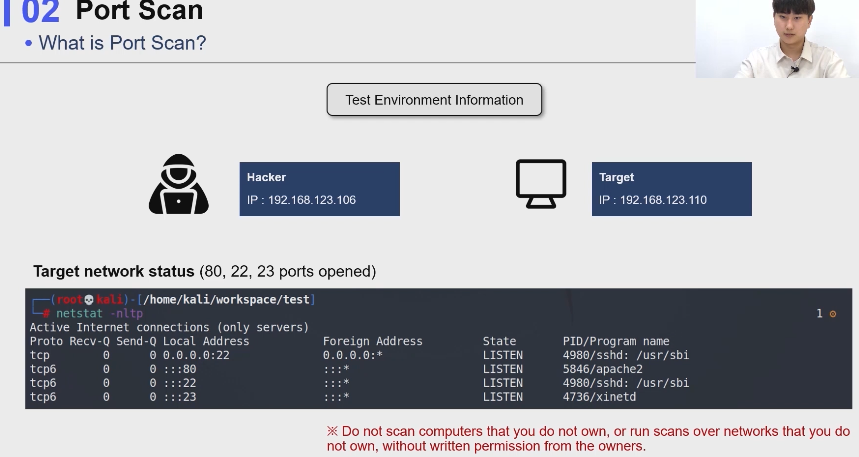 02 Port Scan
• What is Port Scan?
Test Environment Information
Hacker
IP : 192.168.123.106
Target
IP : 192.168.123.110
Target network status (80, 22, 23 ports opened)
(root💀kali)-[/home/kali/workspace/test]
# netstat -nltp 1 ⚙
Active Internet connections (only servers)
Proto Recv-Q Send-Q Local Address Foreign Address State PID/Program name
tcp 0 0 0.0.0.0:22 0.0.0.0:* LISTEN 4980/sshd: /usr/sbi
tcp6 0 0 :::80 :::* LISTEN 5846/apache2
tcp6 0 0 :::22 :::* LISTEN 4980/sshd: /usr/sbi
tcp6 0 0 :::23 :::* LISTEN 4736/xinetd
※ Do not scan computers that you do not own, or run scans over networks that you do
not own, without written permission from the owners.